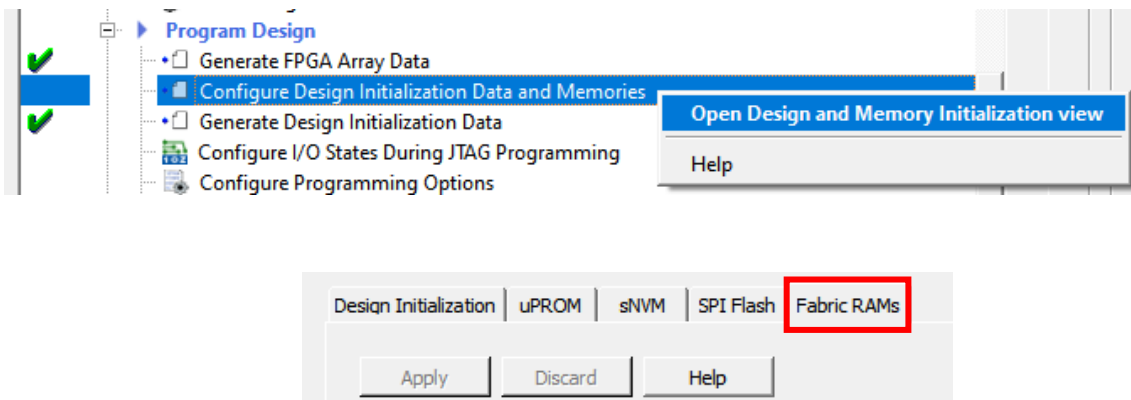 Program Design
Generate FPGA Array Data
Configure Design Initialization Data and Memories
Open Design and Memory Initialization view
Generate Design Initialization Data
Configure I/O States During JTAG Programming
Help
Configure Programming Options
Design Initialization uPROM sNVM SPI Flash Fabric RAMs
Apply Discard Help